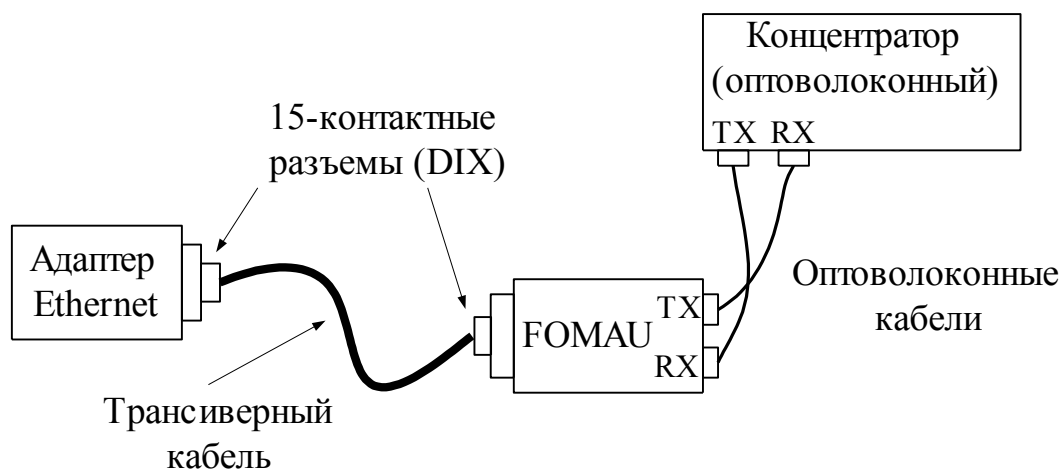 Концентратор
(оптоволоконный)
TX RX
15-контактные
разъемы (DIX)
Адаптер
Ethernet
FOMAU
TX
RX
Оптоволоконные
кабели
Трансиверный
кабель